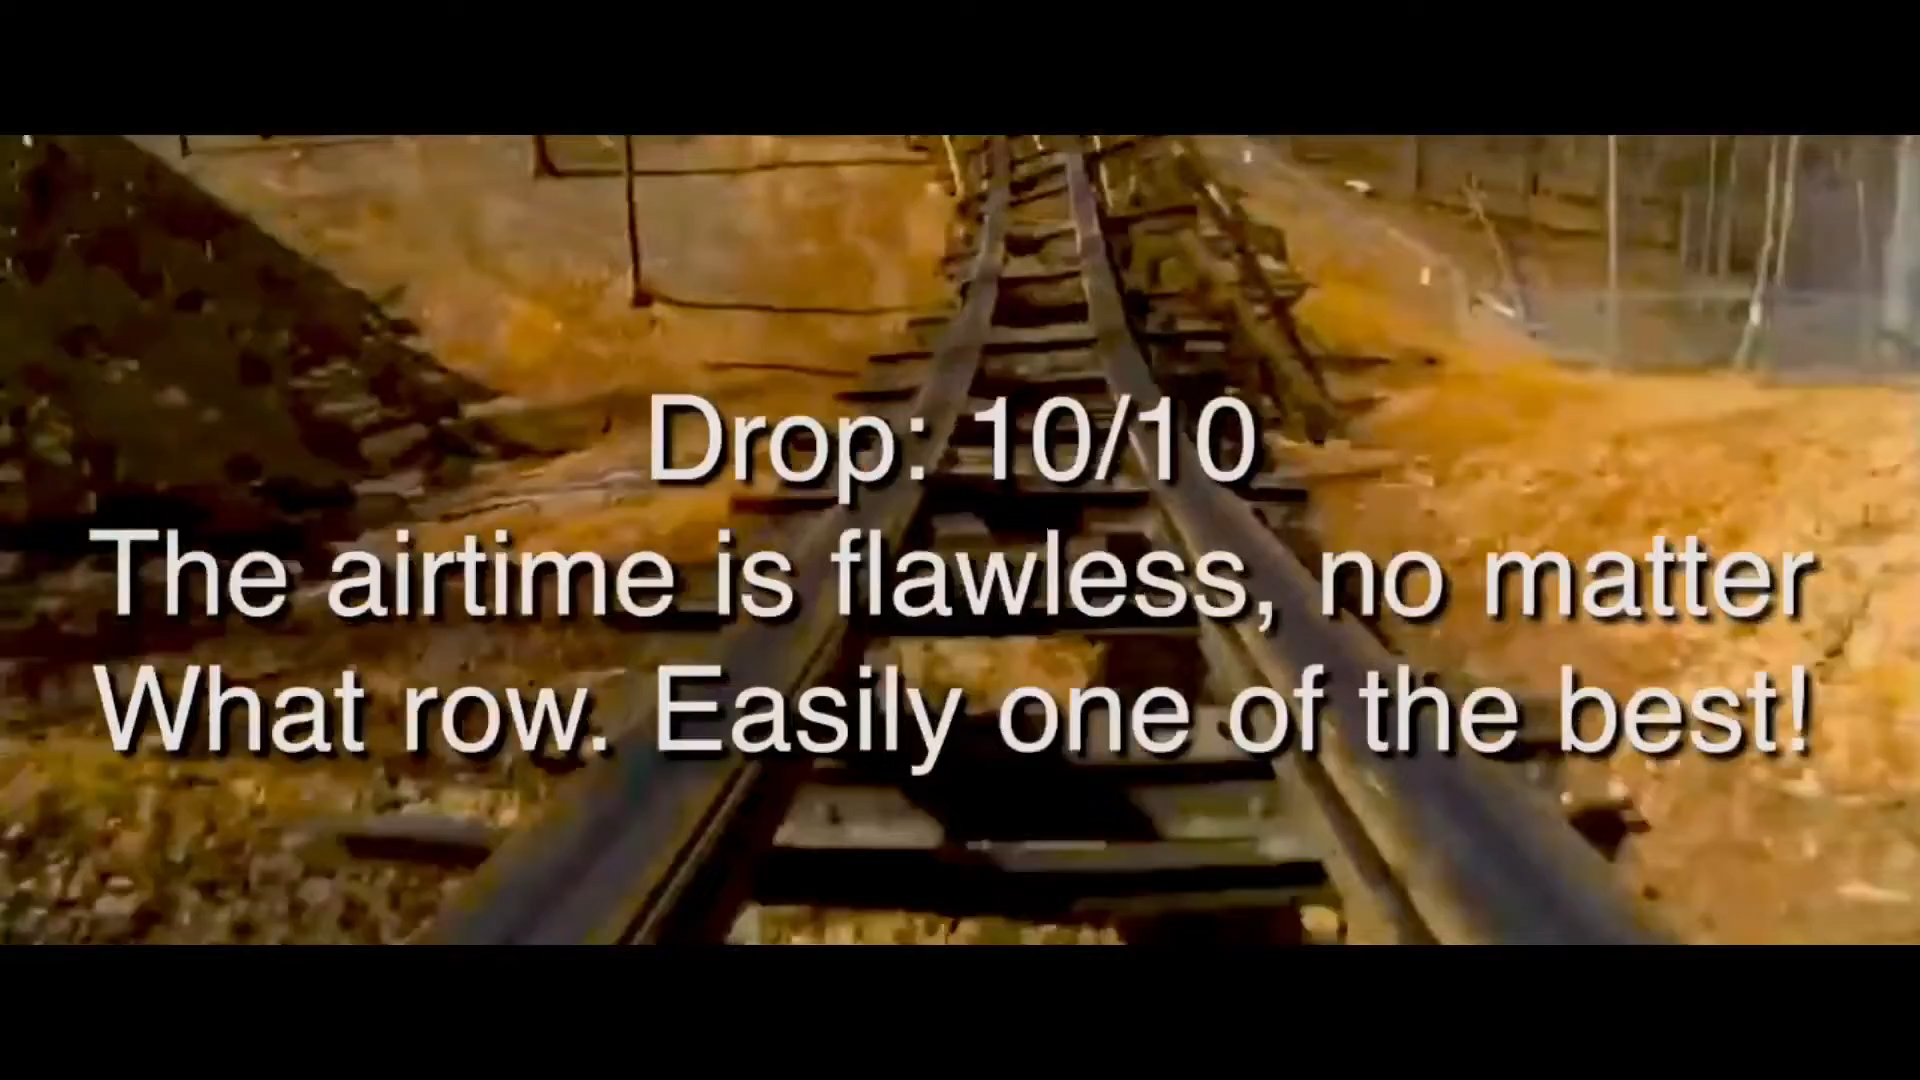 Drop: 10/10
The airtime is flawless, no matter
What row. Easily one of the best!